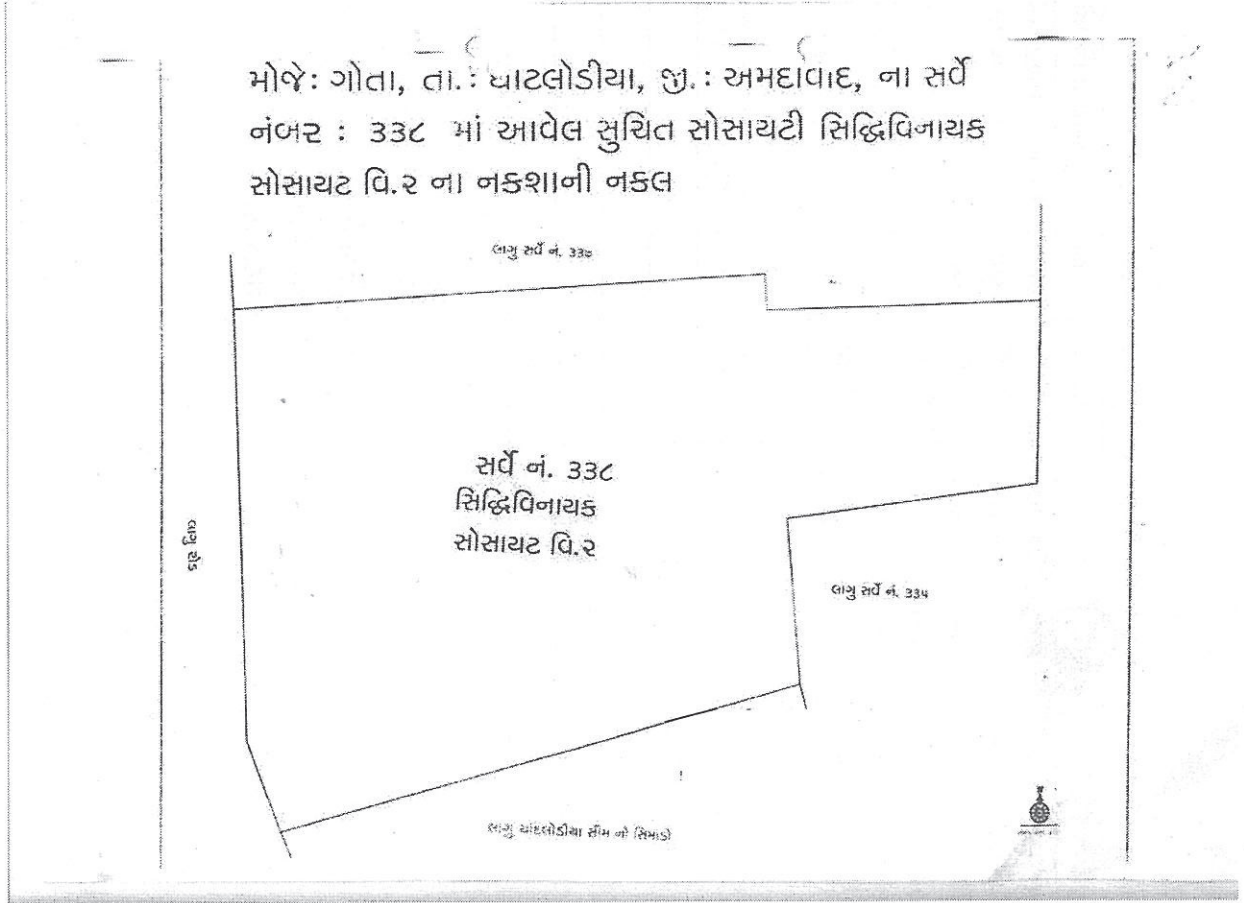 મોજેઃ ગોતા, તા.ઃ ઘાટલોડીયા, જી.ઃ અમદાવાદ, ના સર્વે
નંબર : ૩૩૮ માં આવેલ સુચિત સોસાયટી સિદ્ધિવિનાયક
સોસાયટ વિ.૨ ના નકશાની નકલ
લાગુ સર્વે નં. ૩૩૭
સર્વે નં. ૩૩૮
સિદ્ધિવિનાયક
સોસાયટ વિ.૨
લાગુ રોડ
લાગુ સર્વે નં. ૩૩૫
લાગુ ચાંદલોડીયા સીમ નો સિમાડો